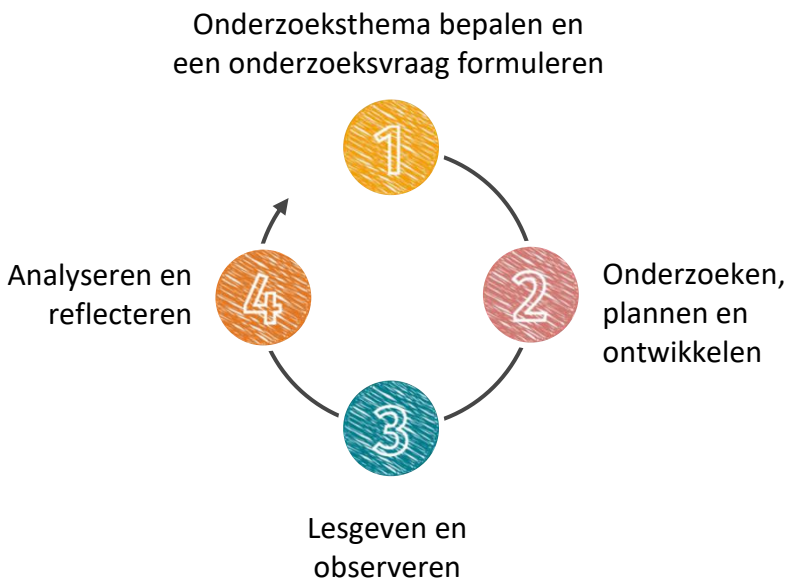 Onderzoeksthema bepalen en
een onderzoeksvraag formuleren
1
2
Onderzoeken,
plannen en
ontwikkelen
3
Lesgeven en
observeren
4
Analyseren en
reflecteren